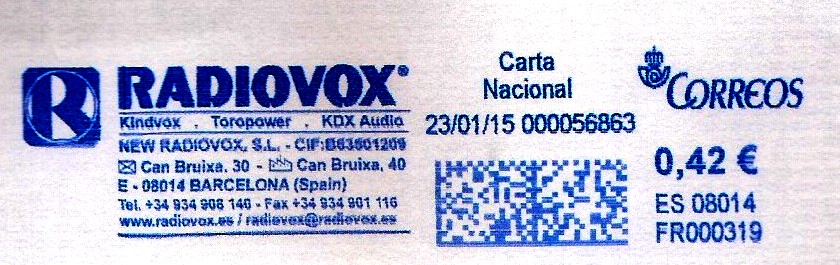 R RADIOVOX®
Kindvox . Toropower . KDX Audio
NEW RADIOVOX, S.L. - CIF:B63601209
Can Bruixa, 30 - Can Bruixa, 40
E - 08014 BARCELONA (Spain)
Tel. +34 934 908 140 - Fax +34 934 901 116
www.radiovox.es / radiovox@radiovox.es
Carta
Nacional
23/01/15 000056863
CORREOS
0,42 €
ES 08014
FR000319